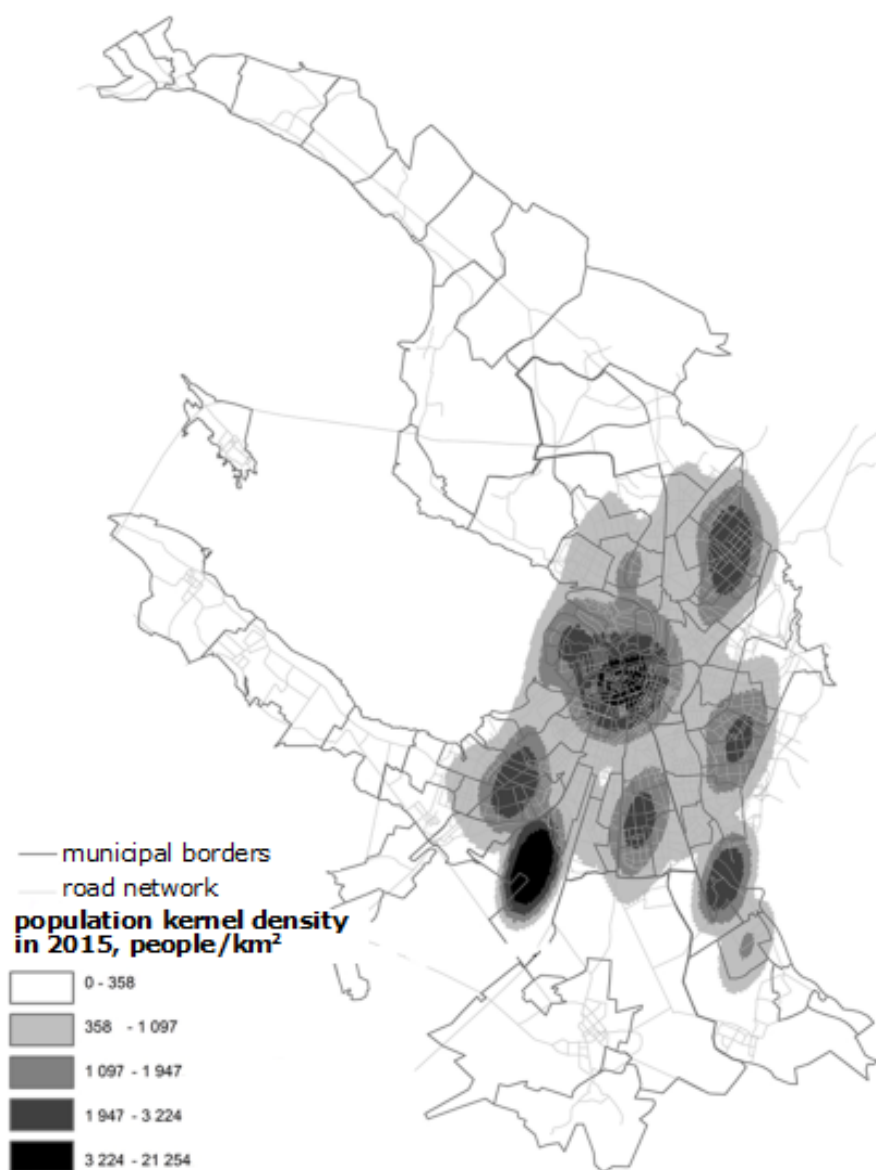 municipal borders
road network
population kernel density
in 2015, people/km²
0 - 358
358 - 1 097
1 097 - 1 947
1 947 - 3 224
3 224 - 21 254